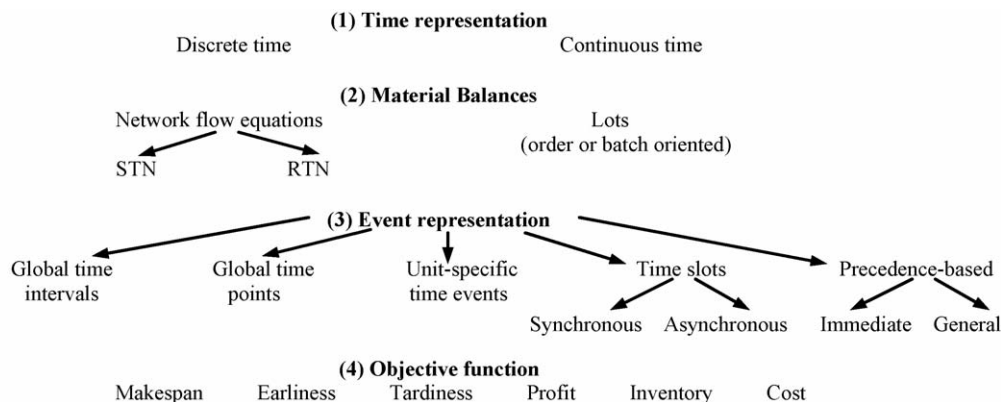 (1) Time representation
Discrete time Continuous time
(2) Material Balances
Network flow equations Lots
(order or batch oriented)
STN RTN
(3) Event representation
Global time Global time Unit-specific Time slots Precedence-based
intervals points time events
Synchronous Asynchronous Immediate General
(4) Objective function
Makespan Earliness Tardiness Profit Inventory Cost